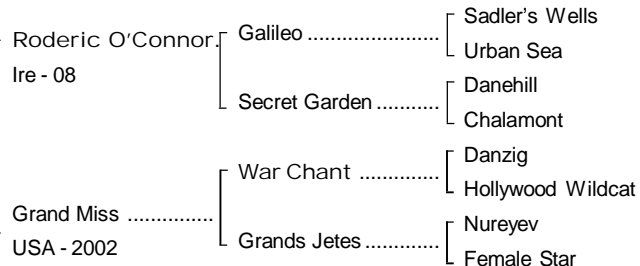 Sadler's Wells
Roderic O'Connor. Galileo ........................
Urban Sea
Ire - 08
Danehill
Secret Garden ............
Chalamont
Danzig
War Chant ...............
Hollywood Wildcat
Grand Miss ................
Nureyev
USA - 2002
Grands Jetes..............
Female Star